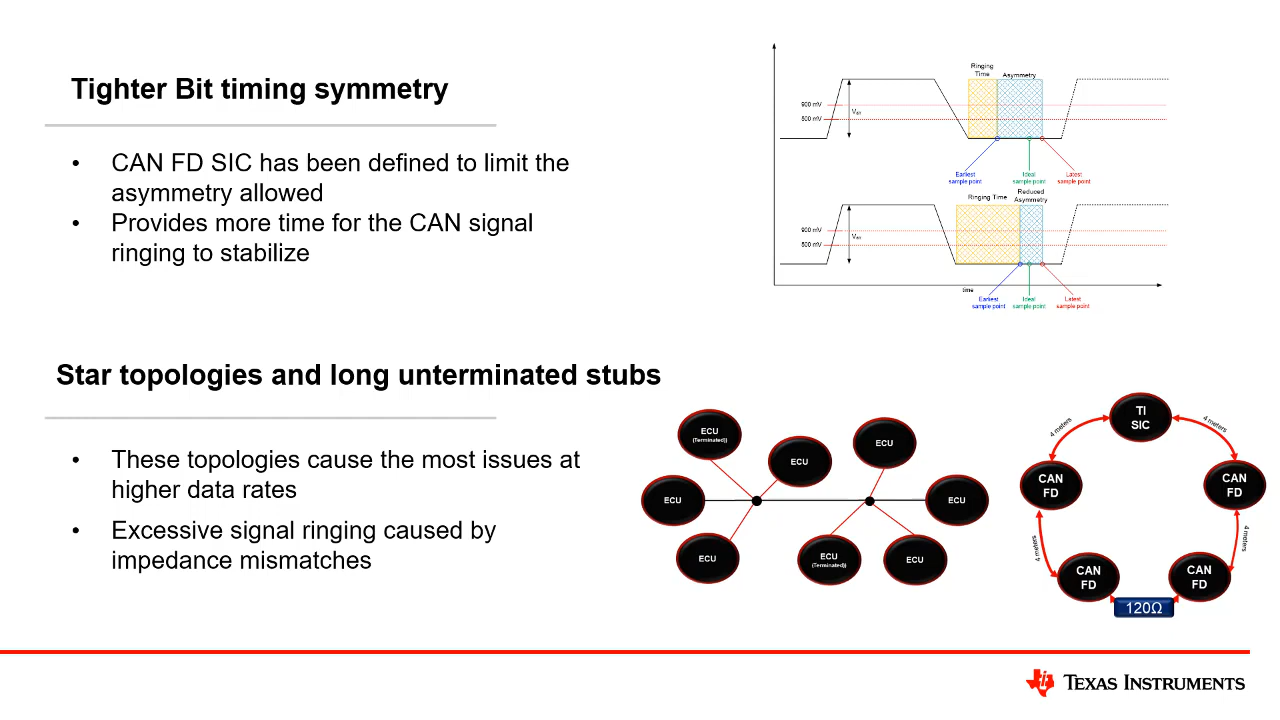 Tighter Bit timing symmetry
• CAN FD SIC has been defined to limit the
asymmetry allowed
• Provides more time for the CAN signal
ringing to stabilize
Ringing
Time
Asymmetry
900 mV
500 mV
Vdiff
Earliest
sample point
Ideal
sample point
Latest
sample point
Ringing Time
Reduced
Asymmetry
900 mV
500 mV
Vdiff
time
Earliest
sample point
Ideal
sample point
Latest
sample point
Star topologies and long unterminated stubs
• These topologies cause the most issues at
higher data rates
• Excessive signal ringing caused by
impedance mismatches
ECU
(Terminated))
ECU
ECU
ECU
ECU
ECU
ECU
(Terminated))
ECU
TI
SIC
4 meters
4 meters
CAN
FD
CAN
FD
4 meters
4 meters
CAN
FD
CAN
FD
120Ω
TEXAS INSTRUMENTS